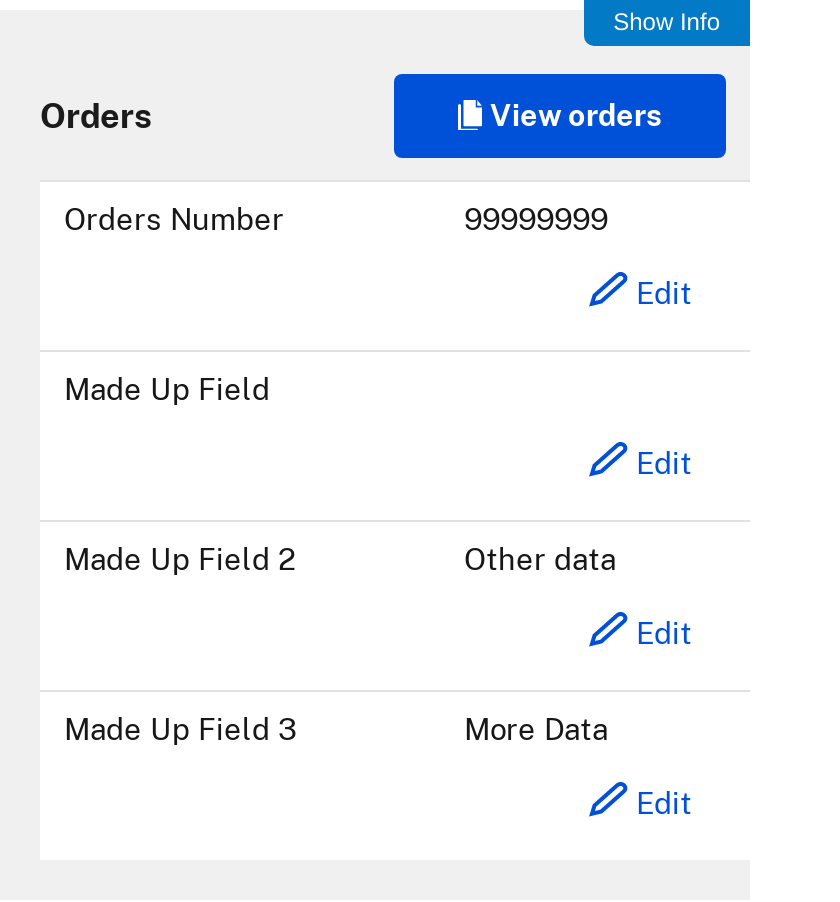 Show Info
Orders
View orders
Orders Number 99999999
Edit
Made Up Field
Edit
Made Up Field 2 Other data
Edit
Made Up Field 3 More Data
Edit